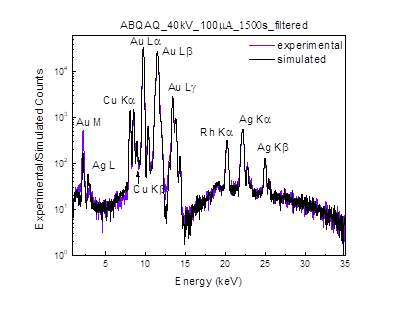 ABQAQ_40kV_100µA_1500s_filtered
experimental
simulated
Au Lα
Au Lβ
Au Lγ
Cu Kα
Au M
Ag L
Cu Kβ
Rh Kα
Ag Kα
Ag Kβ
Experimental/Simulated Counts
10⁴
10³
10²
10¹
10⁰
5 10 15 20 25 30 35
Energy (keV)